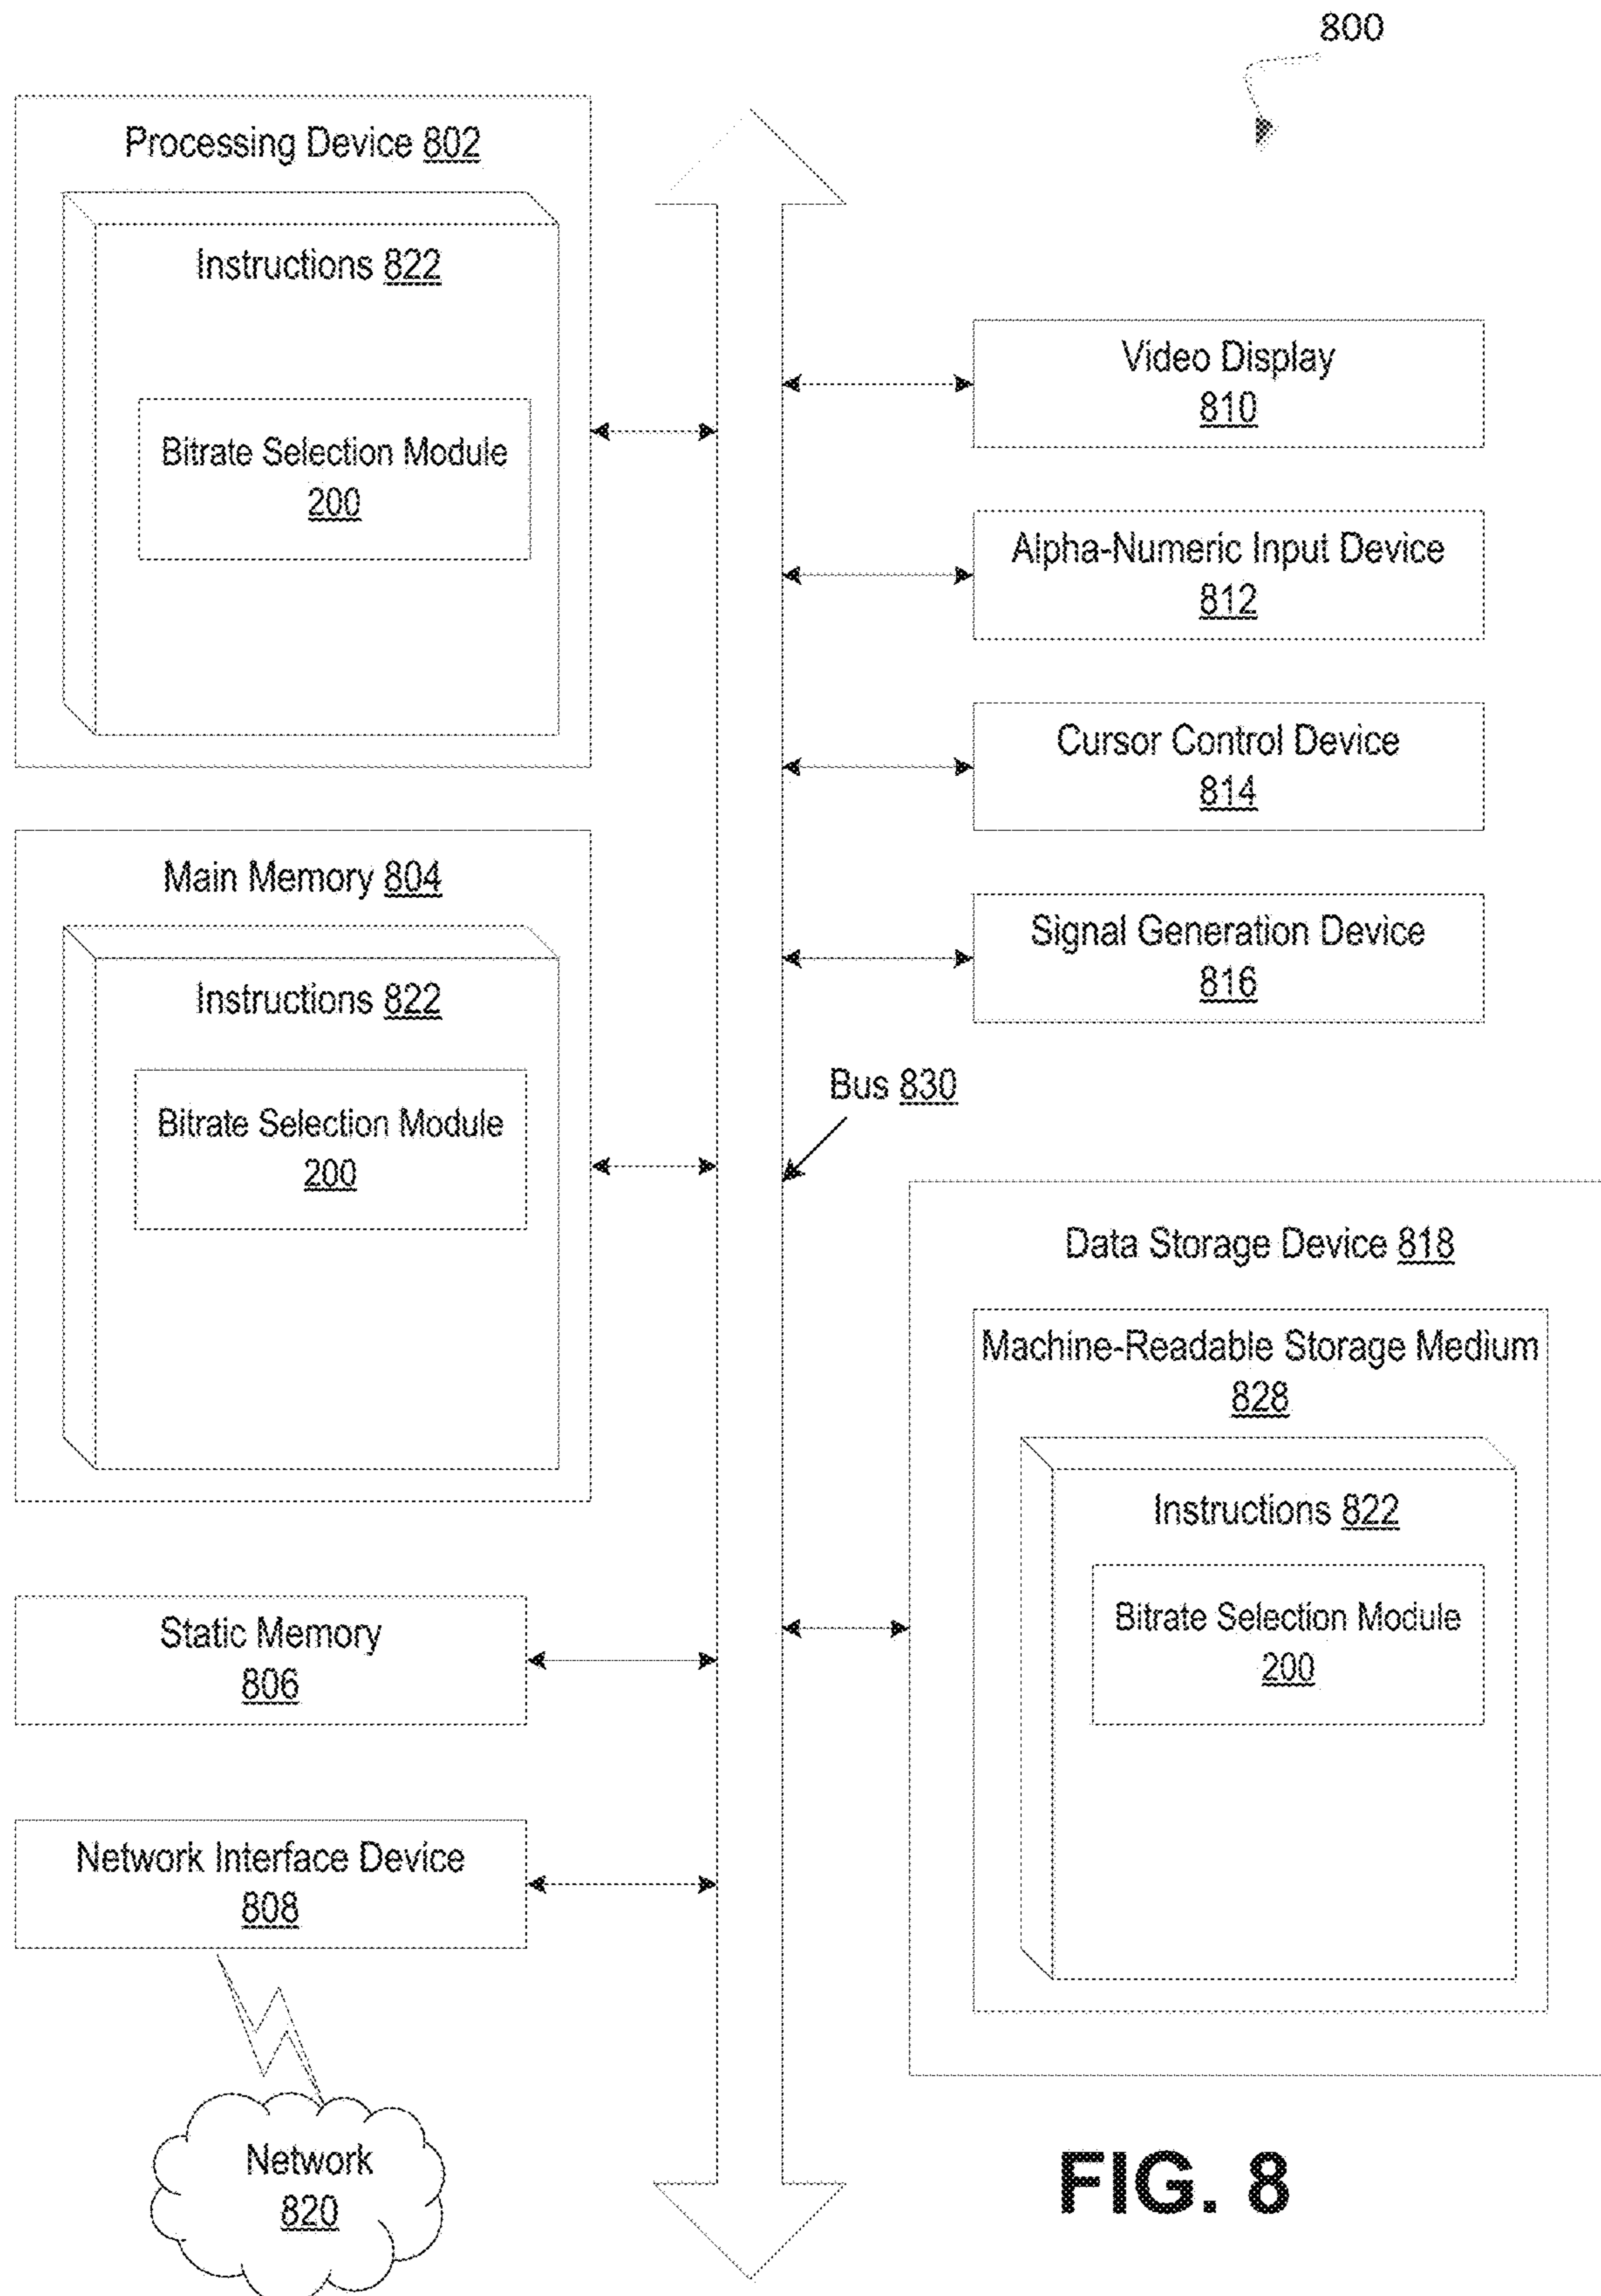 800
Processing Device 802
Instructions 822
Bitrate Selection Module
200
Main Memory 804
Instructions 822
Bitrate Selection Module
200
Static Memory
806
Network Interface Device
808
Network
820
Video Display
810
Alpha-Numeric Input Device
812
Cursor Control Device
814
Signal Generation Device
816
Bus 830
Data Storage Device 818
Machine-Readable Storage Medium
828
Instructions 822
Bitrate Selection Module
200
FIG. 8